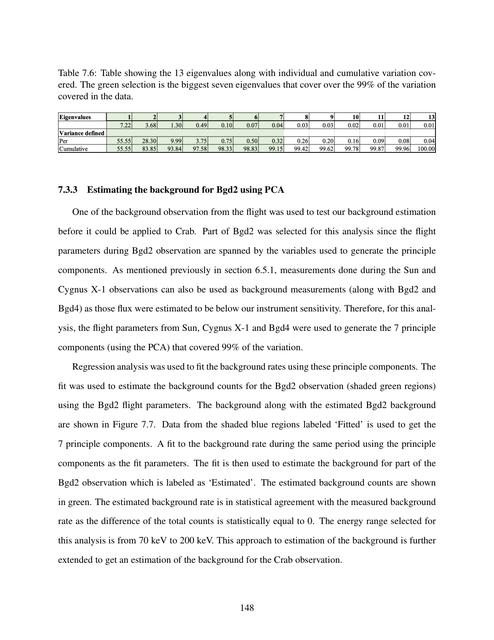 Table 7.6: Table showing the 13 eigenvalues along with individual and cumulative variation cov-
ered. The green selection is the biggest seven eigenvalues that cover over the 99% of the variation
covered in the data.
Eigenvalues 1 2 3 4 5 6 7 8 9 10 11 12 13
7.22 3.68 1.30 0.49 0.10 0.07 0.04 0.03 0.03 0.02 0.01 0.01 0.01
Variance defined
Per 55.55 28.30 9.99 3.75 0.75 0.50 0.32 0.26 0.20 0.16 0.09 0.08 0.04
Cumulative 55.55 83.85 93.84 97.58 98.33 98.83 99.15 99.42 99.62 99.78 99.87 99.96 100.00
7.3.3 Estimating the background for Bgd2 using PCA
One of the background observation from the flight was used to test our background estimation
before it could be applied to Crab. Part of Bgd2 was selected for this analysis since the flight
parameters during Bgd2 observation are spanned by the variables used to generate the principle
components. As mentioned previously in section 6.5.1, measurements done during the Sun and
Cygnus X-1 observations can also be used as background measurements (along with Bgd2 and
Bgd4) as those flux were estimated to be below our instrument sensitivity. Therefore, for this anal-
ysis, the flight parameters from Sun, Cygnus X-1 and Bgd4 were used to generate the 7 principle
components (using the PCA) that covered 99% of the variation.
Regression analysis was used to fit the background rates using these principle components. The
fit was used to estimate the background counts for the Bgd2 observation (shaded green regions)
using the Bgd2 flight parameters. The background along with the estimated Bgd2 background
are shown in Figure 7.7. Data from the shaded blue regions labeled ‘Fitted’ is used to get the
7 principle components. A fit to the background rate during the same period using the principle
components as the fit parameters. The fit is then used to estimate the background for part of the
Bgd2 observation which is labeled as ‘Estimated’. The estimated background counts are shown
in green. The estimated background rate is in statistical agreement with the measured background
rate as the difference of the total counts is statistically equal to 0. The energy range selected for
this analysis is from 70 keV to 200 keV. This approach to estimation of the background is further
extended to get an estimation of the background for the Crab observation.
148